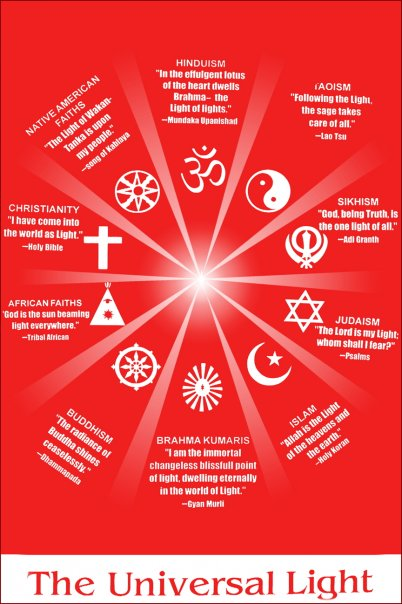 HINDUISM
"In the effulgent lotus
of the heart dwells
Brahma– the
Light of lights."
—Mundaka Upanishad
TAOISM
"Following the Light,
the sage takes
care of all."
—Lao Tsu
SIKHISM
"God, being Truth, is
the one light of all."
—Adi Granth
JUDAISM
"The Lord is my Light;
whom shall I fear?"
—Psalms
ISLAM
"Allah is the Light
of the heavens and
the earth."
—Holy Koran
BRAHMA KUMARIS
"I am the immortal
changeless blissfull point
of light, dwelling eternally
in the world of Light."
—Gyan Murli
BUDDHISM
"The radiance of
Buddha shines
ceaselessly."
—Dhammapada
AFRICAN FAITHS
'God is the sun beaming
light everywhere."
—Tribal African
CHRISTIANITY
"I have come into
the world as Light."
—Holy Bible
NATIVE AMERICAN
FAITHS
"The Light of Wakan-
Tanka is upon
my people."
—song of Kablaya
ॐ
The Universal Light